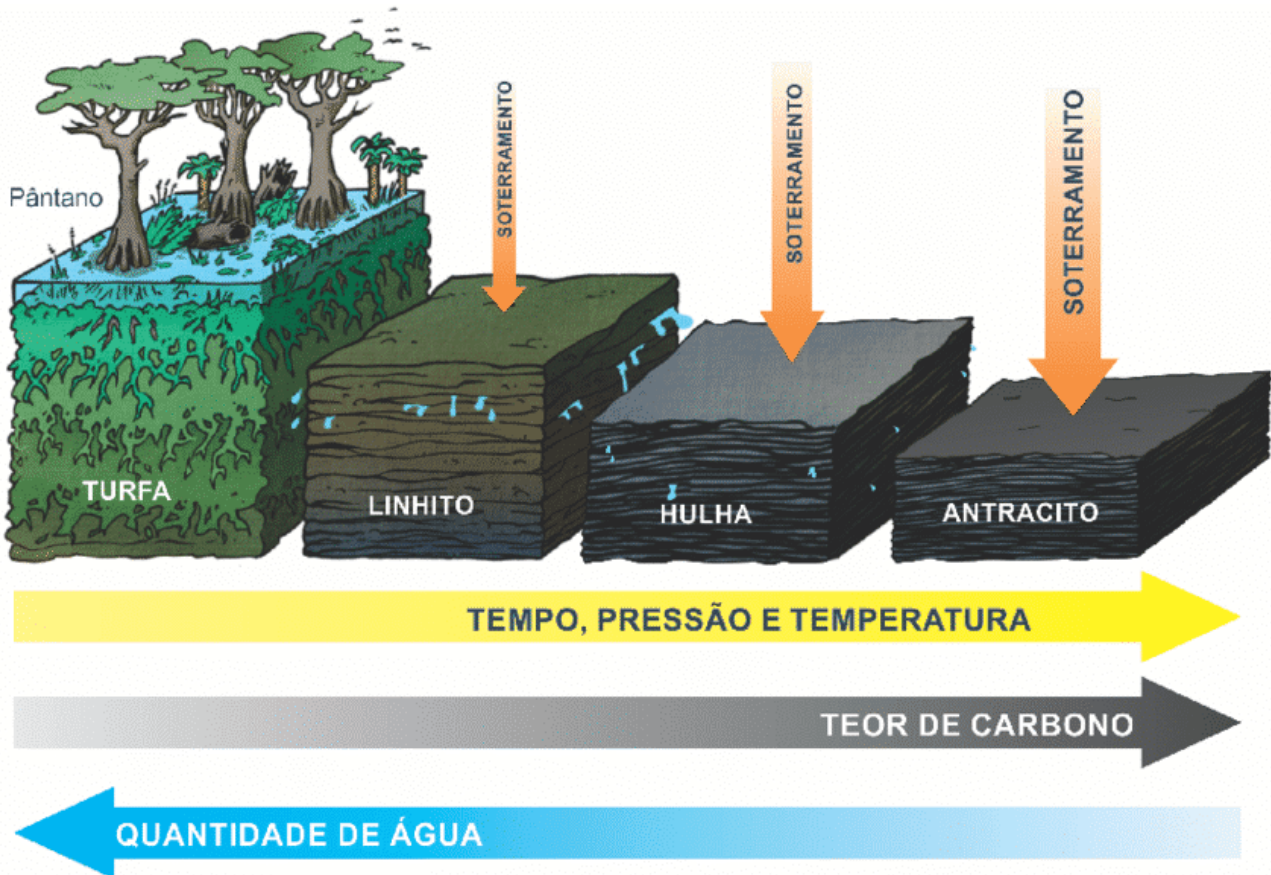 Pântano
SOTERRAMENTO
SOTERRAMENTO
SOTERRAMENTO
TURFA
LINHITO
HULHA
ANTRACITO
TEMPO, PRESSÃO E TEMPERATURA
TEOR DE CARBONO
QUANTIDADE DE ÁGUA